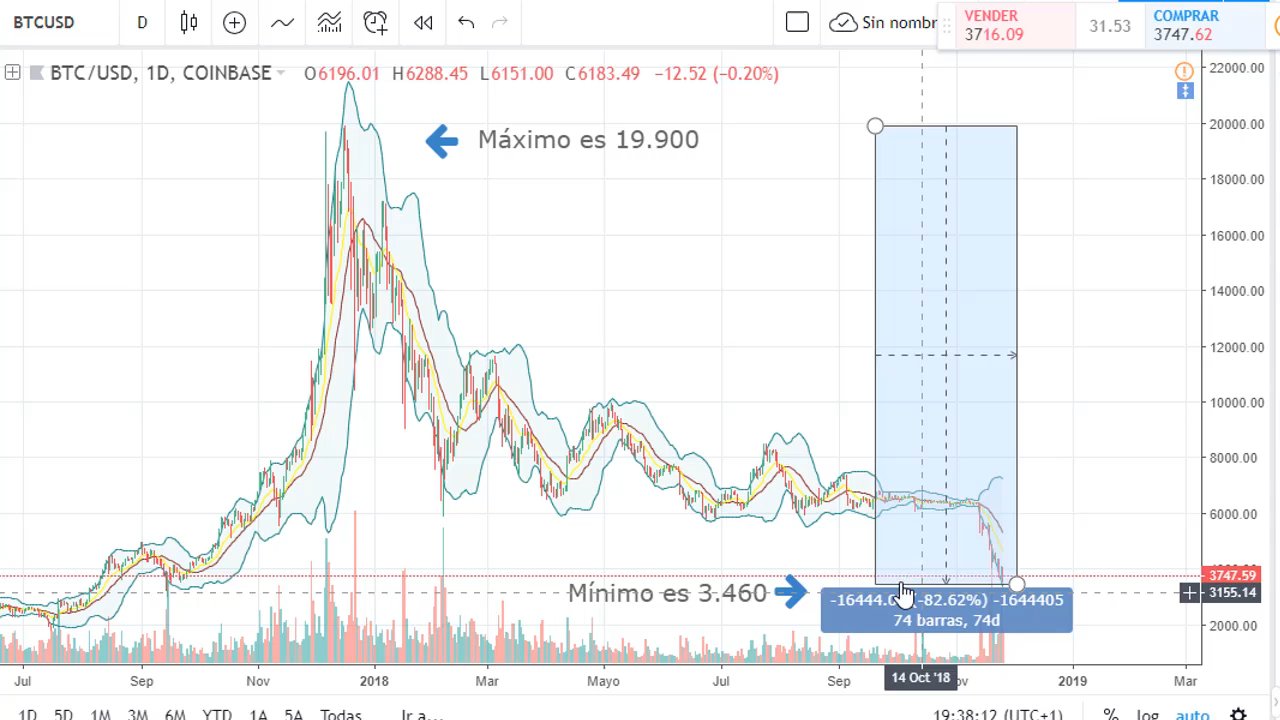 BTCUSD D Sin nombr VENDER 3716.09 31.53 COMPRAR 3747.62
BTC/USD, 1D, COINBASE O6196.01 H6288.45 L6151.00 C6183.49 −12.52 (−0.20%)
22000.00
20000.00
Máximo es 19.900
18000.00
16000.00
14000.00
12000.00
10000.00
8000.00
6000.00
3747.59
Mínimo es 3.460
3155.14
-82.62%) -1644405
74 barras, 74d
2000.00
Jul Sep Nov 2018 Mar Mayo Jul Sep 14 Oct '18 2019 Mar
1D 5D 1M 3M 6M YTD 1A 5A Todas Ir a... 19:38:12 (UTC+1) % log auto